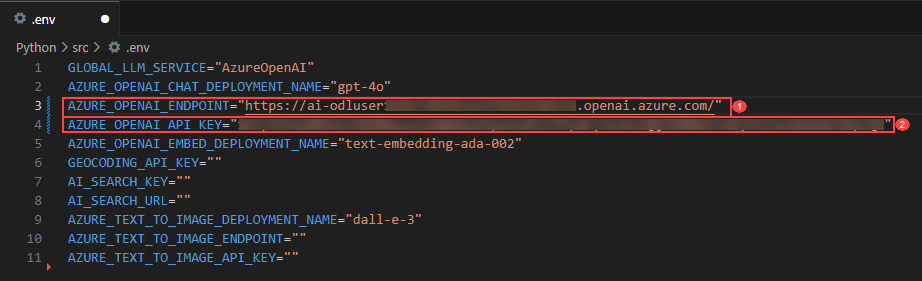 .env
Python > src > .env
1 GLOBAL_LLM_SERVICE="AzureOpenAI"
2 AZURE_OPENAI_CHAT_DEPLOYMENT_NAME="gpt-4o"
3 AZURE_OPENAI_ENDPOINT="https://ai-odluser .openai.azure.com/" 1
4 AZURE_OPENAI_API_KEY=" " 2
5 AZURE_OPENAI_EMBED_DEPLOYMENT_NAME="text-embedding-ada-002"
6 GEOCODING_API_KEY=""
7 AI_SEARCH_KEY=""
8 AI_SEARCH_URL=""
9 AZURE_TEXT_TO_IMAGE_DEPLOYMENT_NAME="dall-e-3"
10 AZURE_TEXT_TO_IMAGE_ENDPOINT=""
11 AZURE_TEXT_TO_IMAGE_API_KEY=""